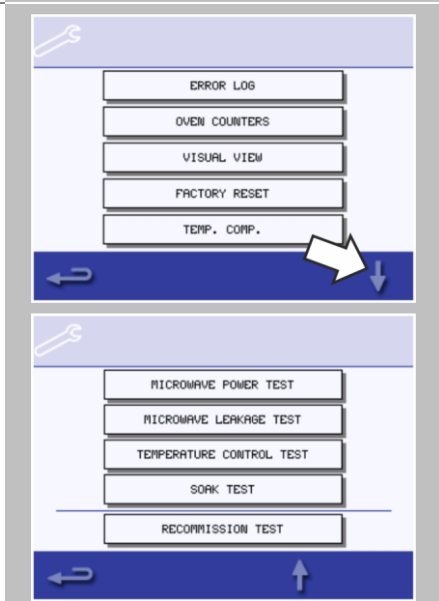 ERROR LOG
OVEN COUNTERS
VISUAL VIEW
FACTORY RESET
TEMP. COMP.
MICROWAVE POWER TEST
MICROWAVE LEAKAGE TEST
TEMPERATURE CONTROL TEST
SOAK TEST
RECOMMISSION TEST